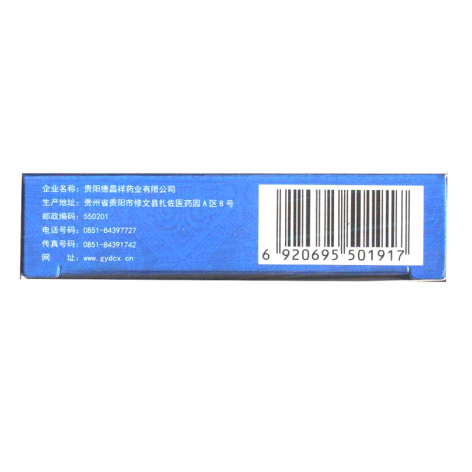 企业名称：贵阳德昌祥药业有限公司
生产地址：贵州省贵阳市修文县扎佐医药园A区8号
邮政编码：550201
电话号码：0851-84397727
传真号码：0851-84391742
网　　址：www.gydcx.cn
6 920695 501917